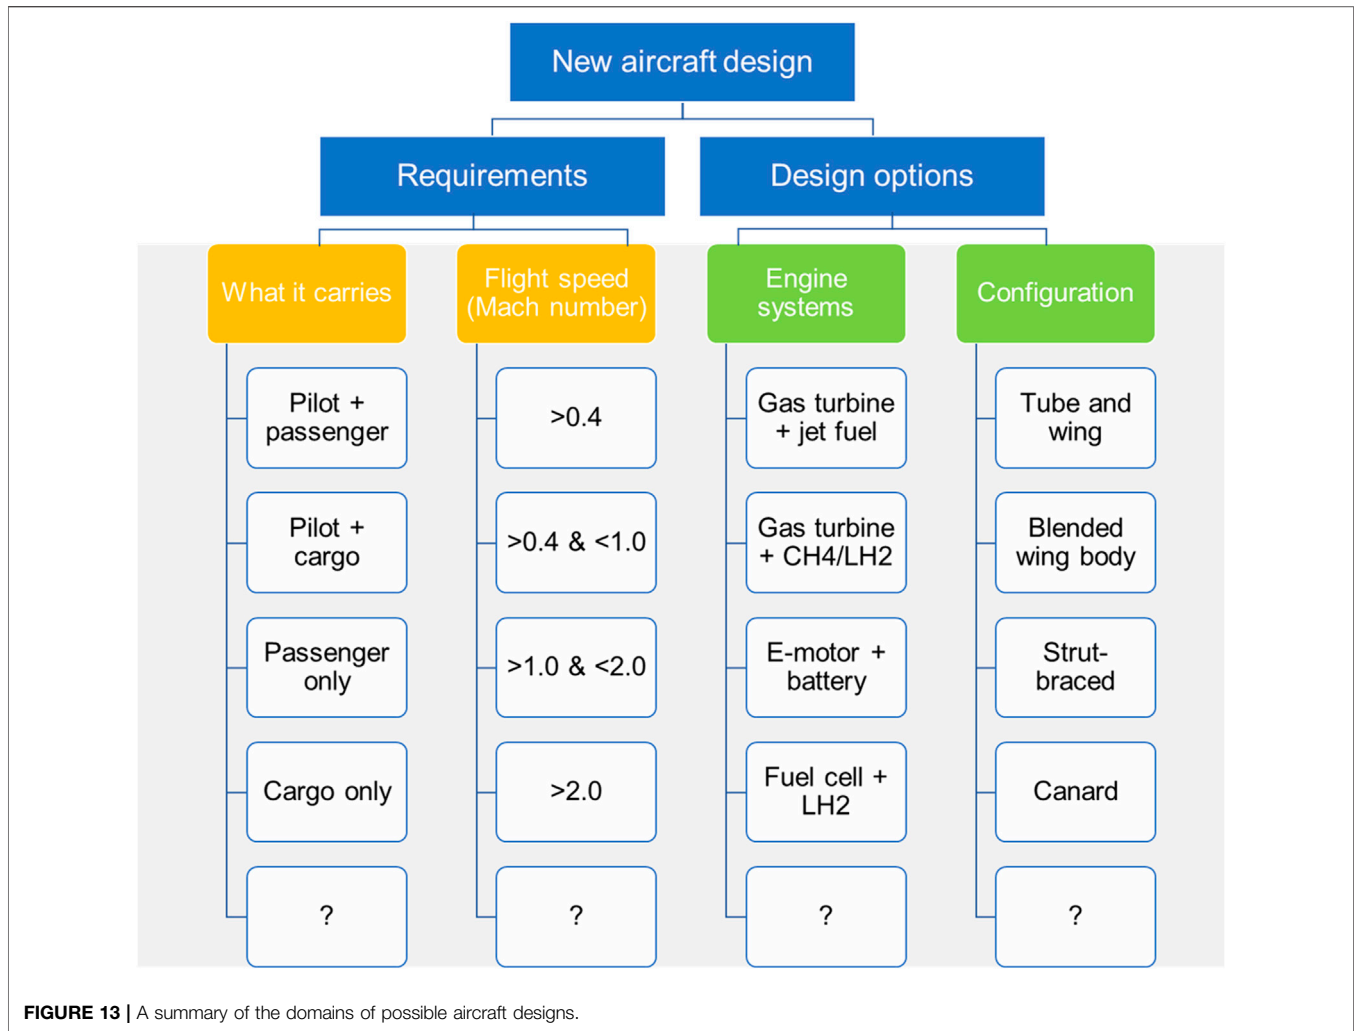 New aircraft design
Requirements
Design options
What it carries
Flight speed
(Mach number)
Engine
systems
Configuration
Pilot +
passenger
>0.4
Gas turbine
+ jet fuel
Tube and
wing
Pilot +
cargo
>0.4 & <1.0
Gas turbine
+ CH4/LH2
Blended
wing body
Passenger
only
>1.0 & <2.0
E-motor +
battery
Strut-
braced
Cargo only
>2.0
Fuel cell +
LH2
Canard
?
?
?
?
FIGURE 13 | A summary of the domains of possible aircraft designs.